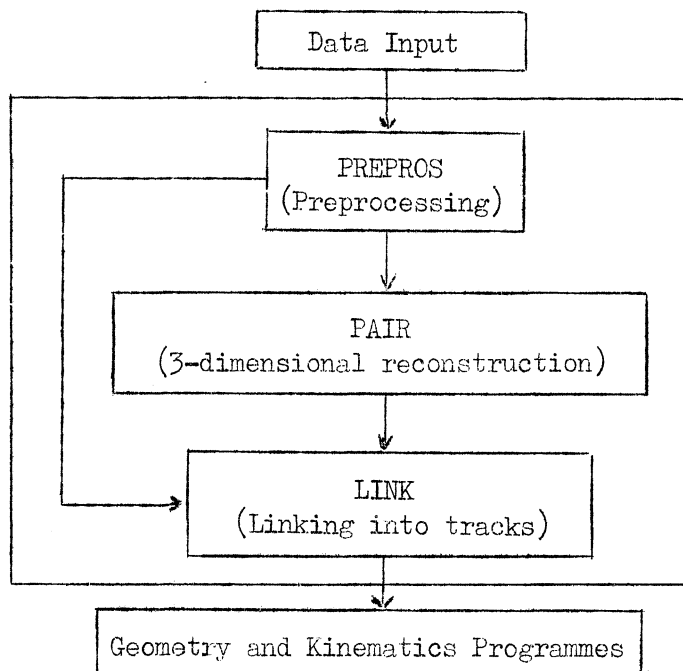 Data Input
PREPROS
(Preprocessing)
PAIR
(3-dimensional reconstruction)
LINK
(Linking into tracks)
Geometry and Kinematics Programmes